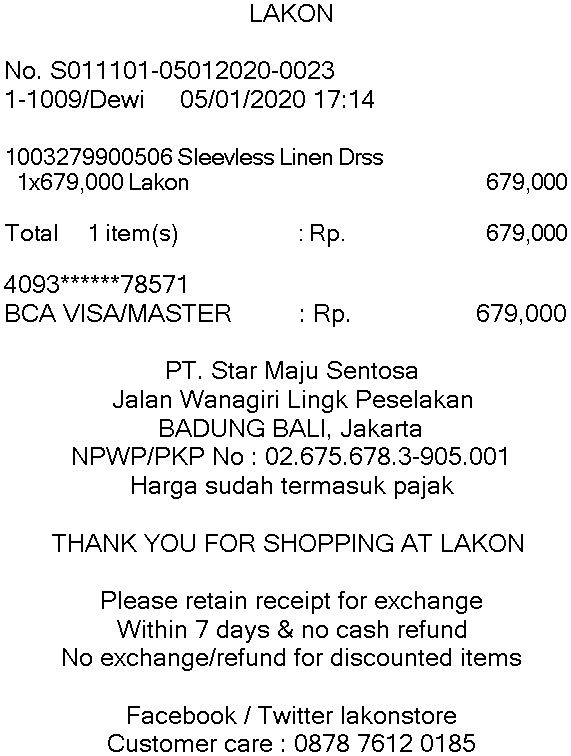 LAKON
No. S011101-05012020-0023
1-1009/Dewi 05/01/2020 17:14
1003279900506 Sleevless Linen Drss
1x679,000 Lakon 679,000
Total 1 item(s) : Rp. 679,000
4093******78571
BCA VISA/MASTER : Rp. 679,000
PT. Star Maju Sentosa
Jalan Wanagiri Lingk Peselakan
BADUNG BALI, Jakarta
NPWP/PKP No : 02.675.678.3-905.001
Harga sudah termasuk pajak
THANK YOU FOR SHOPPING AT LAKON
Please retain receipt for exchange
Within 7 days & no cash refund
No exchange/refund for discounted items
Facebook / Twitter lakonstore
Customer care : 0878 7612 0185